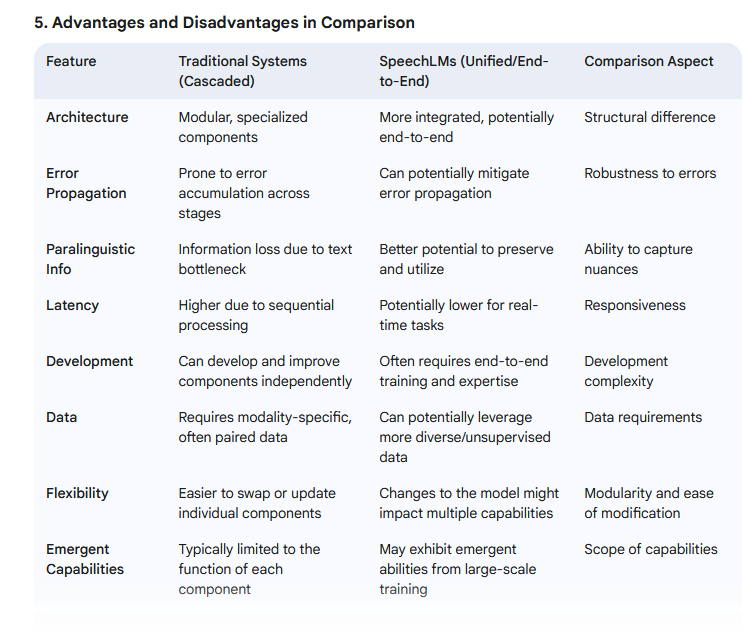 5. Advantages and Disadvantages in Comparison
Feature
Traditional Systems
(Cascaded)
SpeechLMs (Unified/End-
to-End)
Comparison Aspect
Architecture
Modular, specialized
components
More integrated, potentially
end-to-end
Structural difference
Error
Propagation
Prone to error
accumulation across
stages
Can potentially mitigate
error propagation
Robustness to errors
Paralinguistic
Info
Information loss due to text
bottleneck
Better potential to preserve
and utilize
Ability to capture
nuances
Latency
Higher due to sequential
processing
Potentially lower for real-
time tasks
Responsiveness
Development
Can develop and improve
components independently
Often requires end-to-end
training and expertise
Development
complexity
Data
Requires modality-specific,
often paired data
Can potentially leverage
more diverse/unsupervised
data
Data requirements
Flexibility
Easier to swap or update
individual components
Changes to the model might
impact multiple capabilities
Modularity and ease
of modification
Emergent
Capabilities
Typically limited to the
function of each
component
May exhibit emergent
abilities from large-scale
training
Scope of capabilities